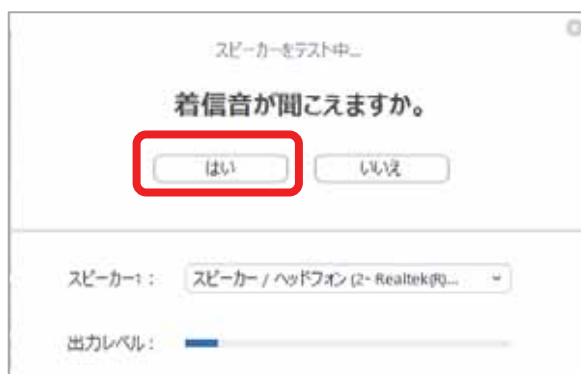 スピーカーをテスト中...
着信音が聞こえますか。
はい いいえ
スピーカー1： スピーカー / ヘッドフォン (2- Realtek(R)...
出力レベル：